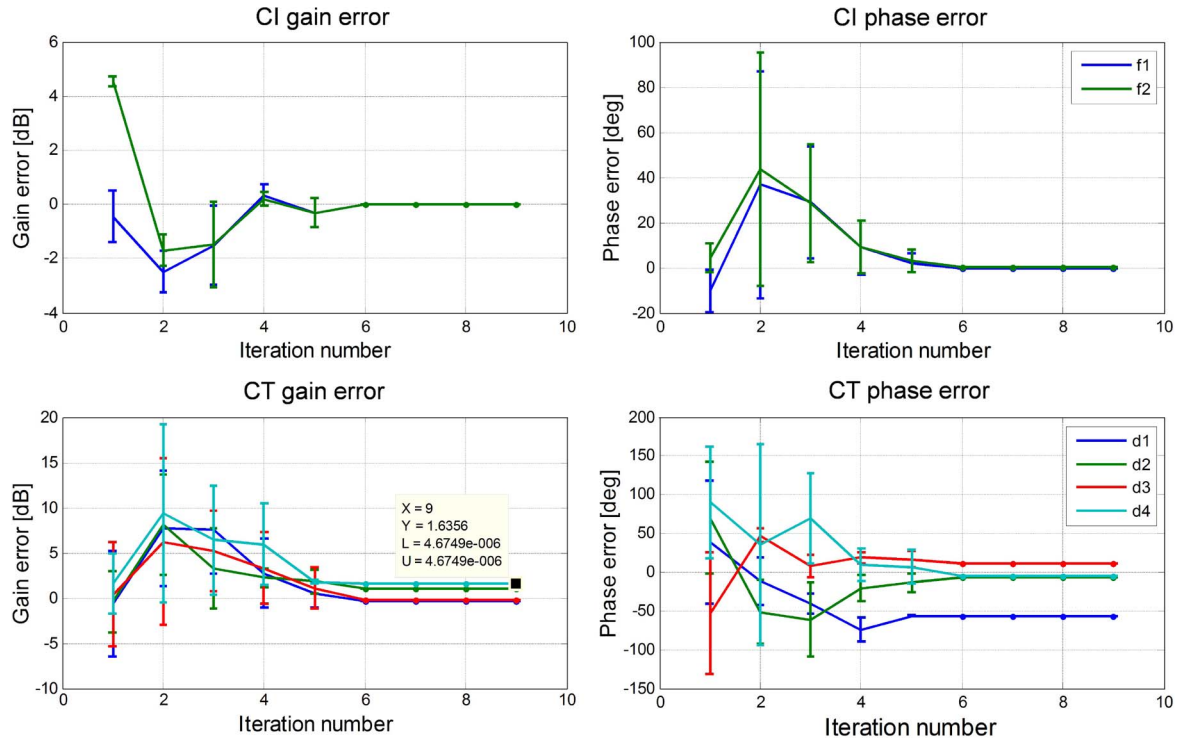 CI gain error
6
4
2
0
-2
-4
Gain error [dB]
0
2
4
6
8
10
Iteration number
CI phase error
100
80
60
40
20
0
-20
Phase error [deg]
f1
f2
0
2
4
6
8
10
Iteration number
CT gain error
20
15
10
5
0
-5
-10
Gain error [dB]
X = 9
Y = 1.6356
L = 4.6749e-006
U = 4.6749e-006
0
2
4
6
8
10
Iteration number
CT phase error
200
150
100
50
0
-50
-100
-150
Phase error [deg]
d1
d2
d3
d4
0
2
4
6
8
10
Iteration number